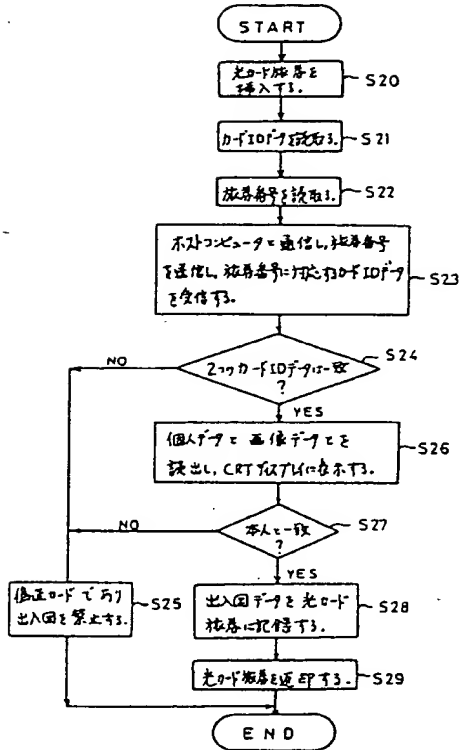 START
光カード旅券を
挿入する。
S20
カードIDデータを読取る。
S21
旅券番号を読取る。
S22
ホストコンピュータと通信し、旅券番号
を送信し、旅券番号に対応するカードIDデータ
を受信する。
S23
2つのカードIDデータは一致
?
S24
NO
YES
個人データと画像データとを
読出し、CRTディスプレイに表示する。
S26
本人と一致
?
S27
NO
YES
カードであり
出入国を禁止する。
S25
出入国データを光カード
旅券に記憶する。
S28
光カード旅券を する。
S29
END